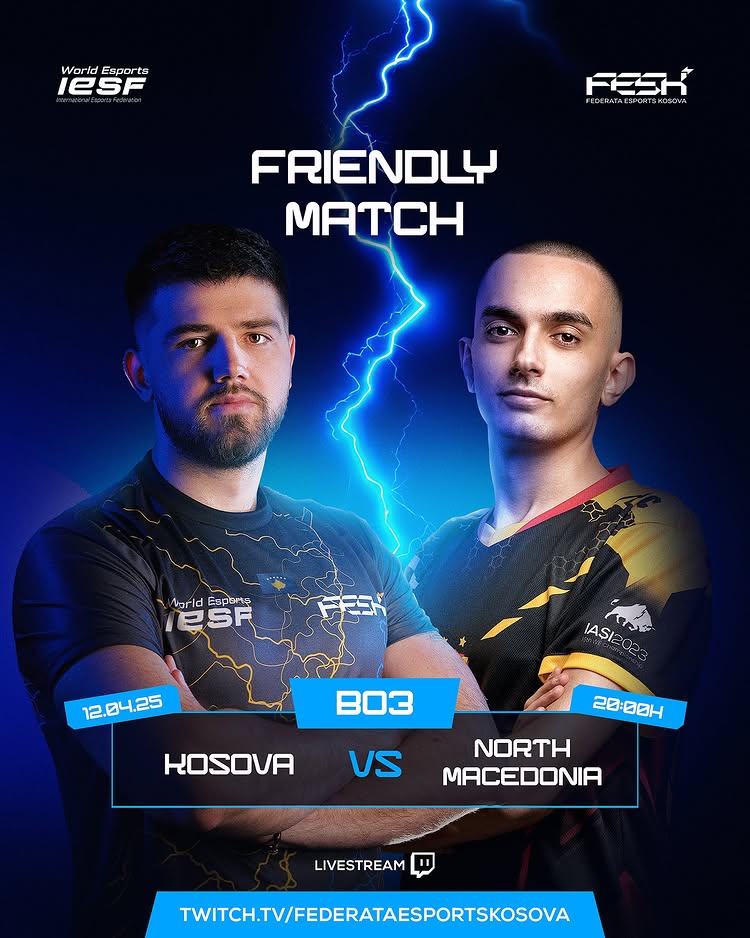 World Esports
IESF
International Esports Federation
FESK
FEDERATA ESPORTS KOSOVA
FRIENDLY
MATCH
World Esports
IESF
FESK
IASI2023
12.04.25
BO3
20:00H
KOSOVA
VS
NORTH
MACEDONIA
LIVESTREAM
TWITCH.TV/FEDERATAESPORTSKOSOVA